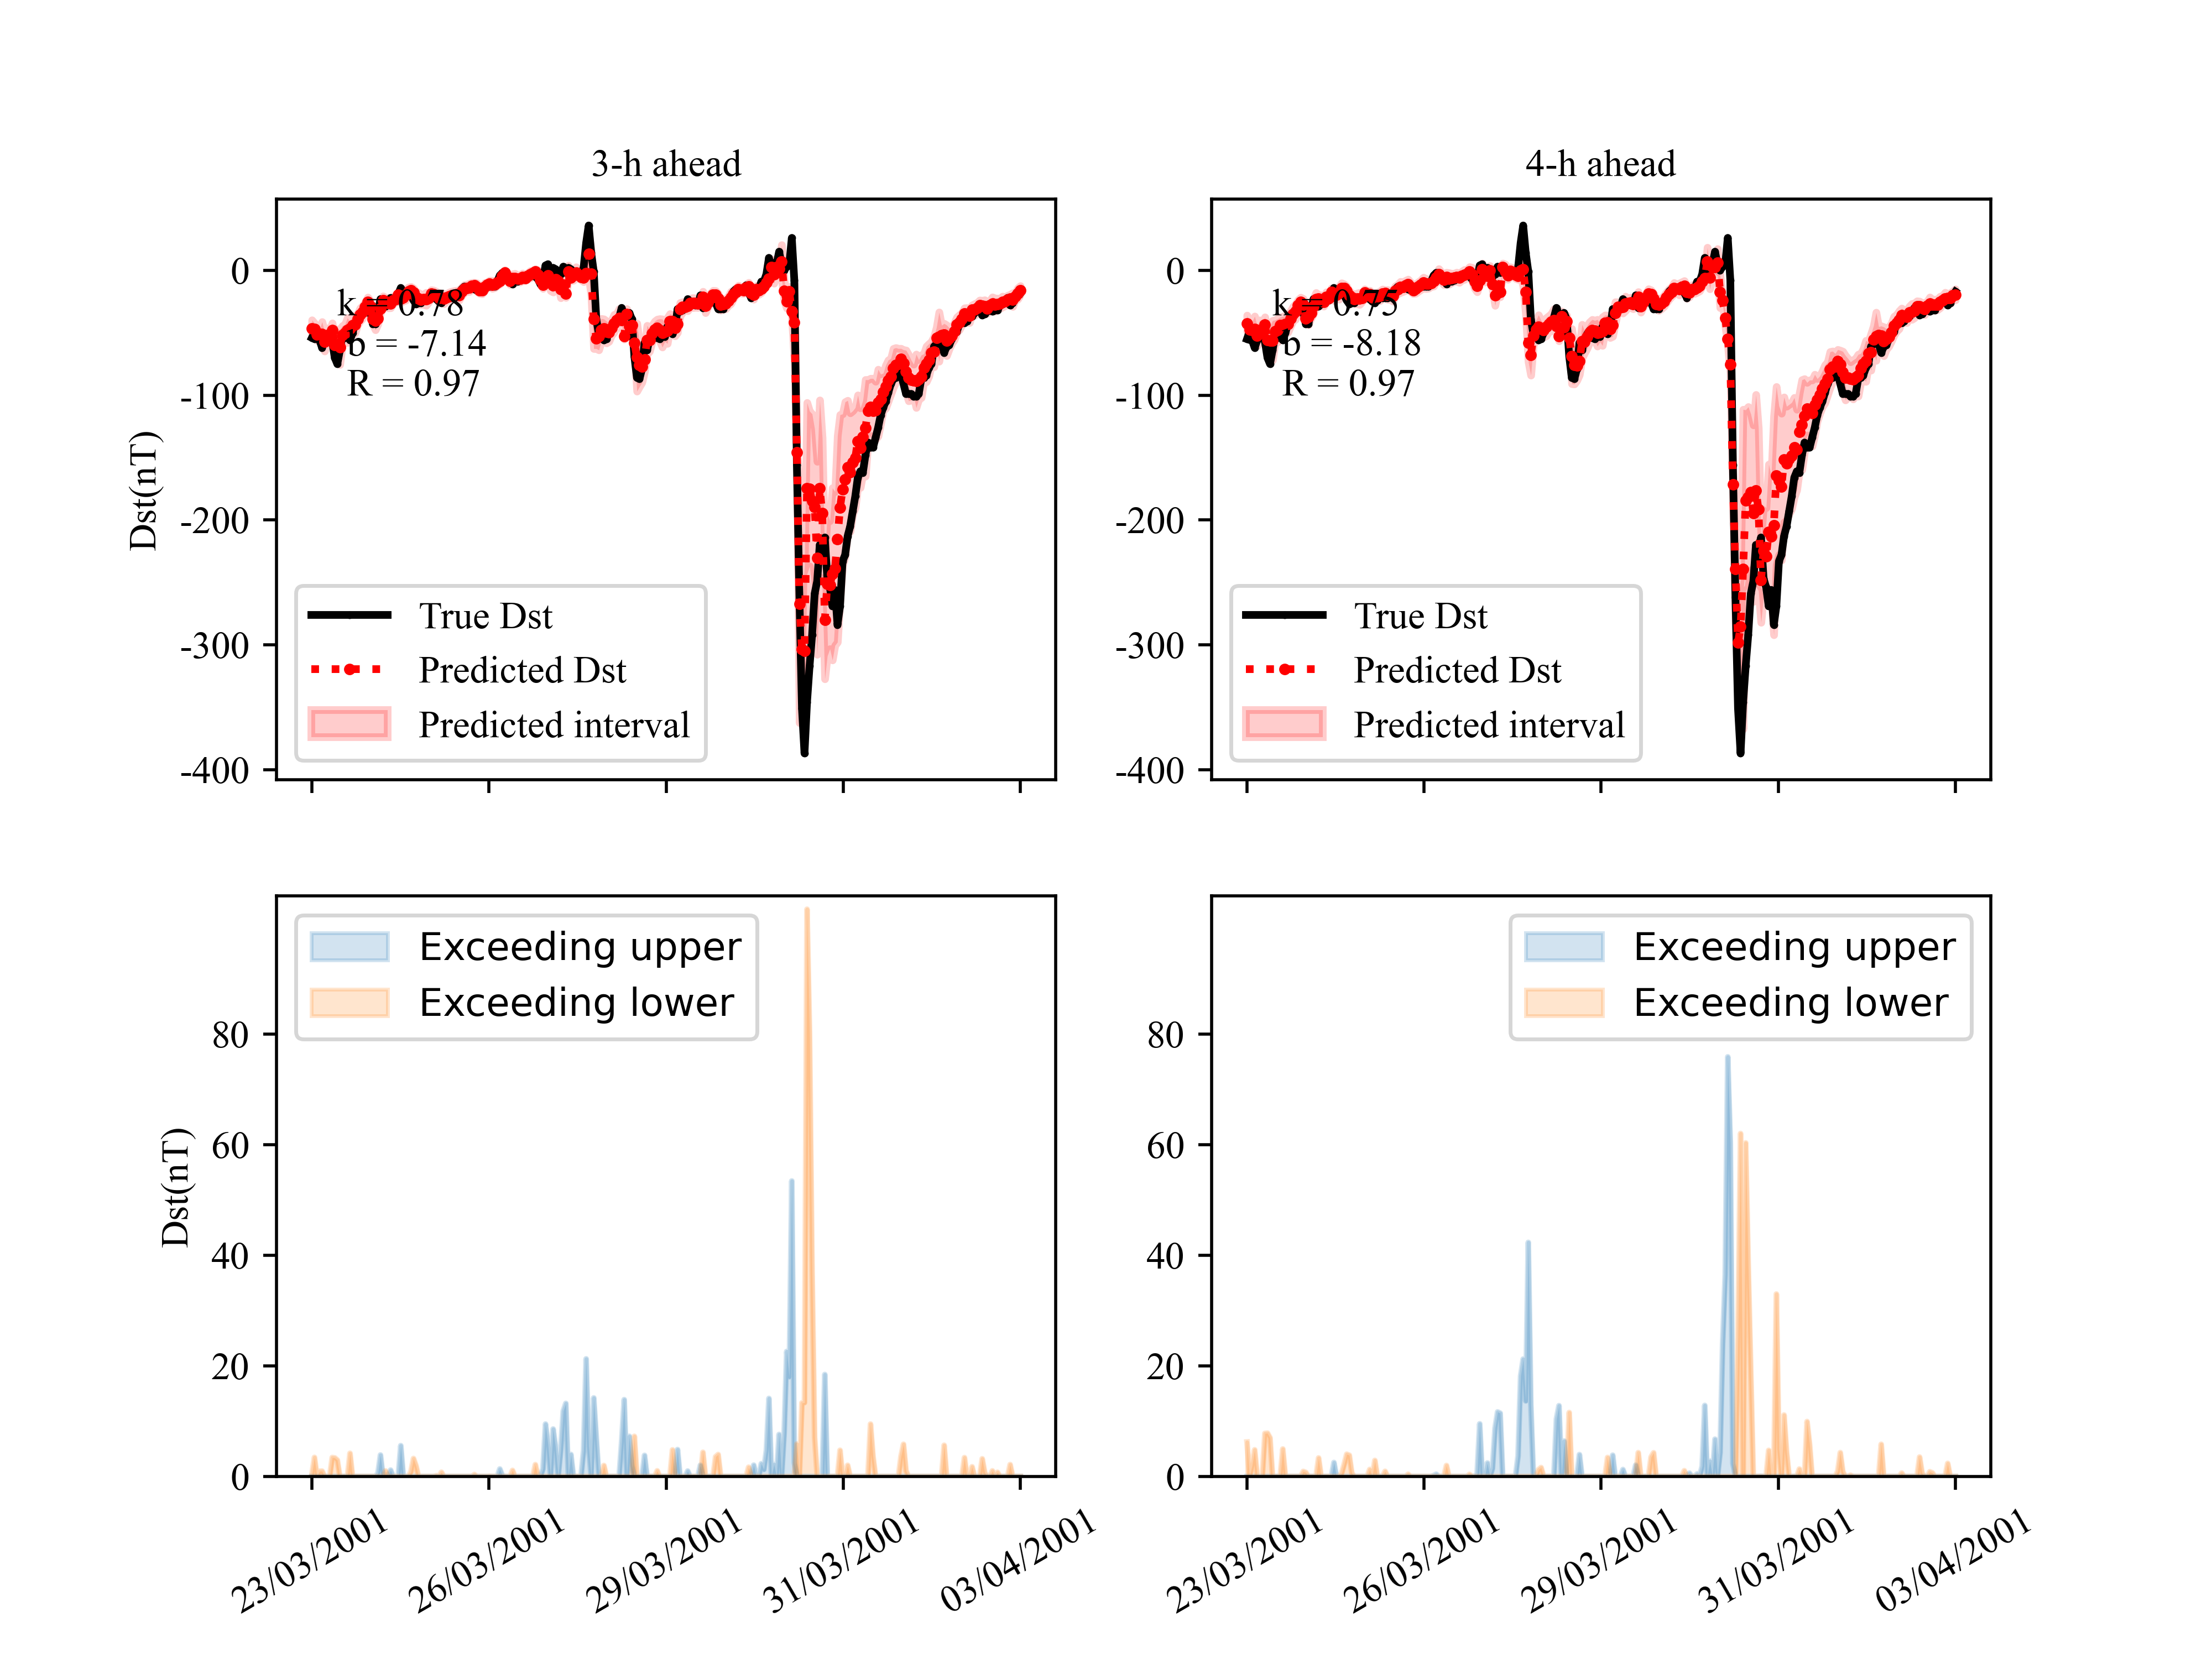 3-h ahead
0
-100
-200
-300
-400
Dst(nT)
k = 0.78
b = -7.14
R = 0.97
True Dst
Predicted Dst
Predicted interval
4-h ahead
0
-100
-200
-300
-400
k = 0.75
b = -8.18
R = 0.97
True Dst
Predicted Dst
Predicted interval
Exceeding upper
Exceeding lower
80
60
40
20
0
Dst(nT)
23/03/2001
26/03/2001
29/03/2001
31/03/2001
03/04/2001
Exceeding upper
Exceeding lower
80
60
40
20
0
23/03/2001
26/03/2001
29/03/2001
31/03/2001
03/04/2001